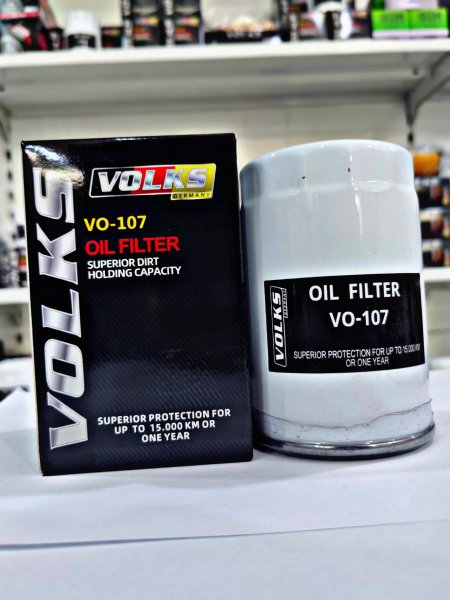 VOLKS
VOLKS
GERMANY
VO-107
OIL FILTER
SUPERIOR DIRT
HOLDING CAPACITY
SUPERIOR PROTECTION FOR
UP TO 15.000 KM OR
ONE YEAR
VOLKS
GERMANY
OIL FILTER
VO-107
SUPERIOR PROTECTION FOR UP TO 15.000 KM
OR ONE YEAR